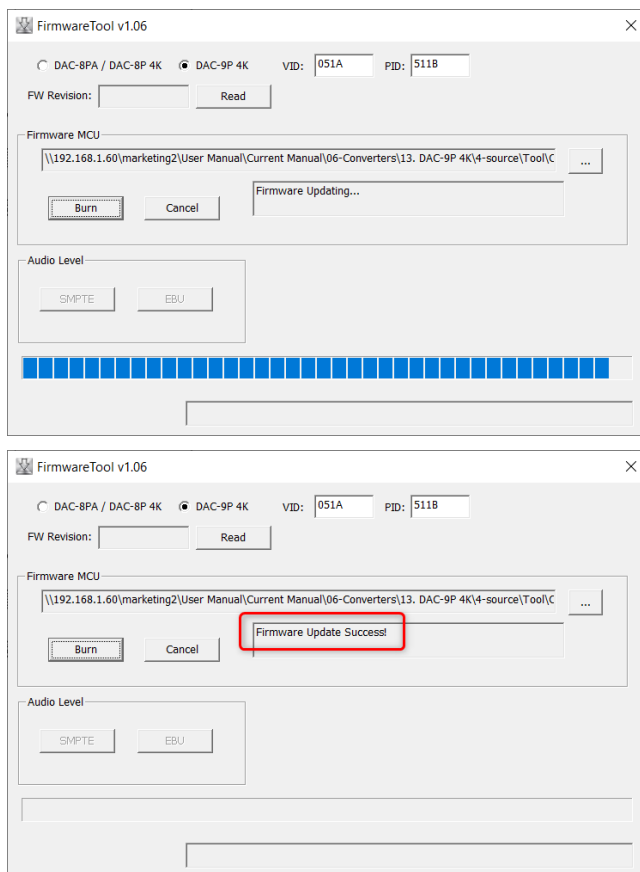 FirmwareTool v1.06
DAC-8PA / DAC-8P 4K DAC-9P 4K VID: 051A PID: 511B
FW Revision: Read
Firmware MCU
\\192.168.1.60\marketing2\User Manual\Current Manual\06-Converters\13. DAC-9P 4K\4-source\Tool\C ...
Firmware Updating...
Burn Cancel
Audio Level
SMPTE EBU
FirmwareTool v1.06
DAC-8PA / DAC-8P 4K DAC-9P 4K VID: 051A PID: 511B
FW Revision: Read
Firmware MCU
\\192.168.1.60\marketing2\User Manual\Current Manual\06-Converters\13. DAC-9P 4K\4-source\Tool\C ...
Firmware Update Success!
Burn Cancel
Audio Level
SMPTE EBU